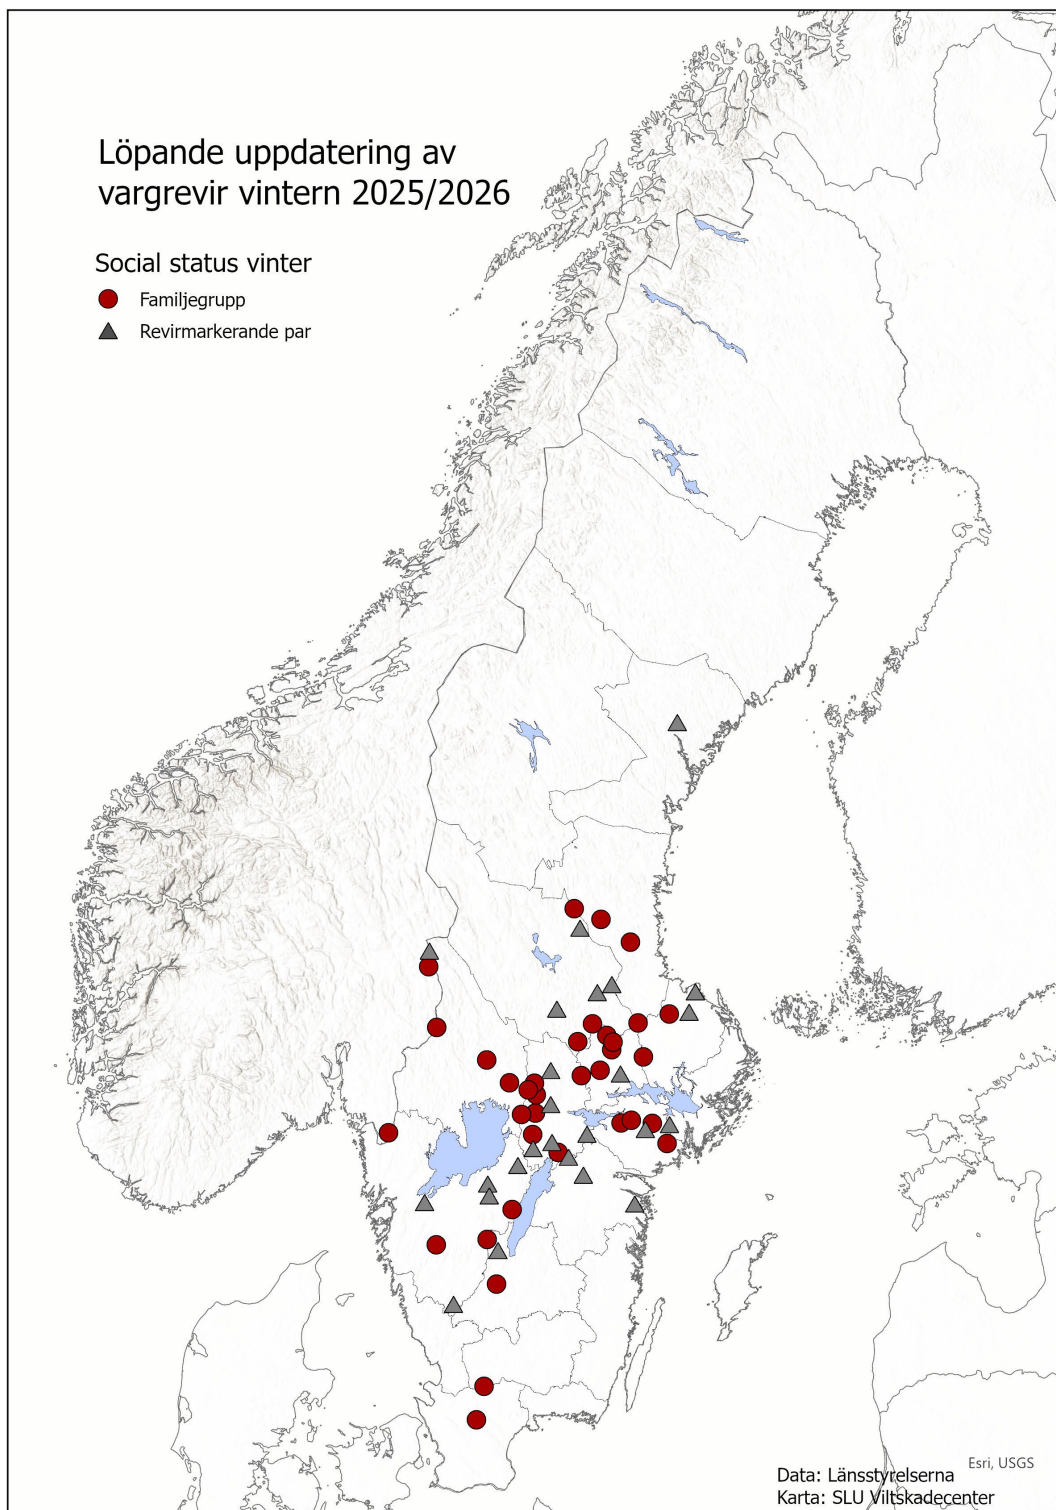 Löpande uppdatering av
vargrevir vintern 2025/2026
Social status vinter
Familjegrupp
Revirmarkerande par
Esri, USGS
Data: Länsstyrelserna
Karta: SLU Viltskadecenter